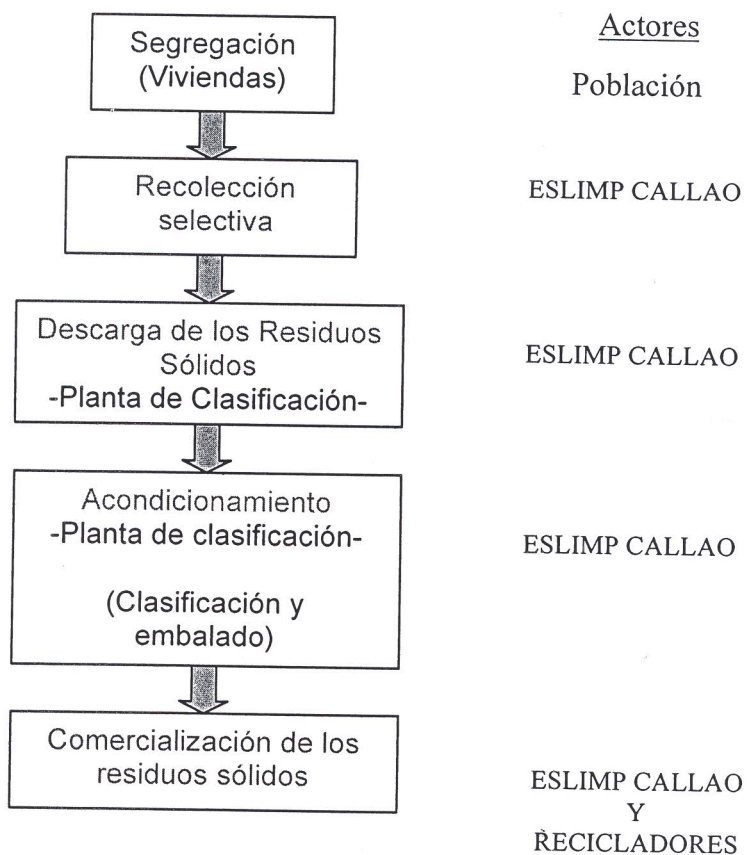 Actores
Segregación
(Viviendas)
Población
Recolección
selectiva
ESLIMP CALLAO
Descarga de los Residuos
Sólidos
-Planta de Clasificación-
ESLIMP CALLAO
Acondicionamiento
-Planta de clasificación-
(Clasificación y
embalado)
ESLIMP CALLAO
Comercialización de los
residuos sólidos
ESLIMP CALLAO
Y
RECICLADORES